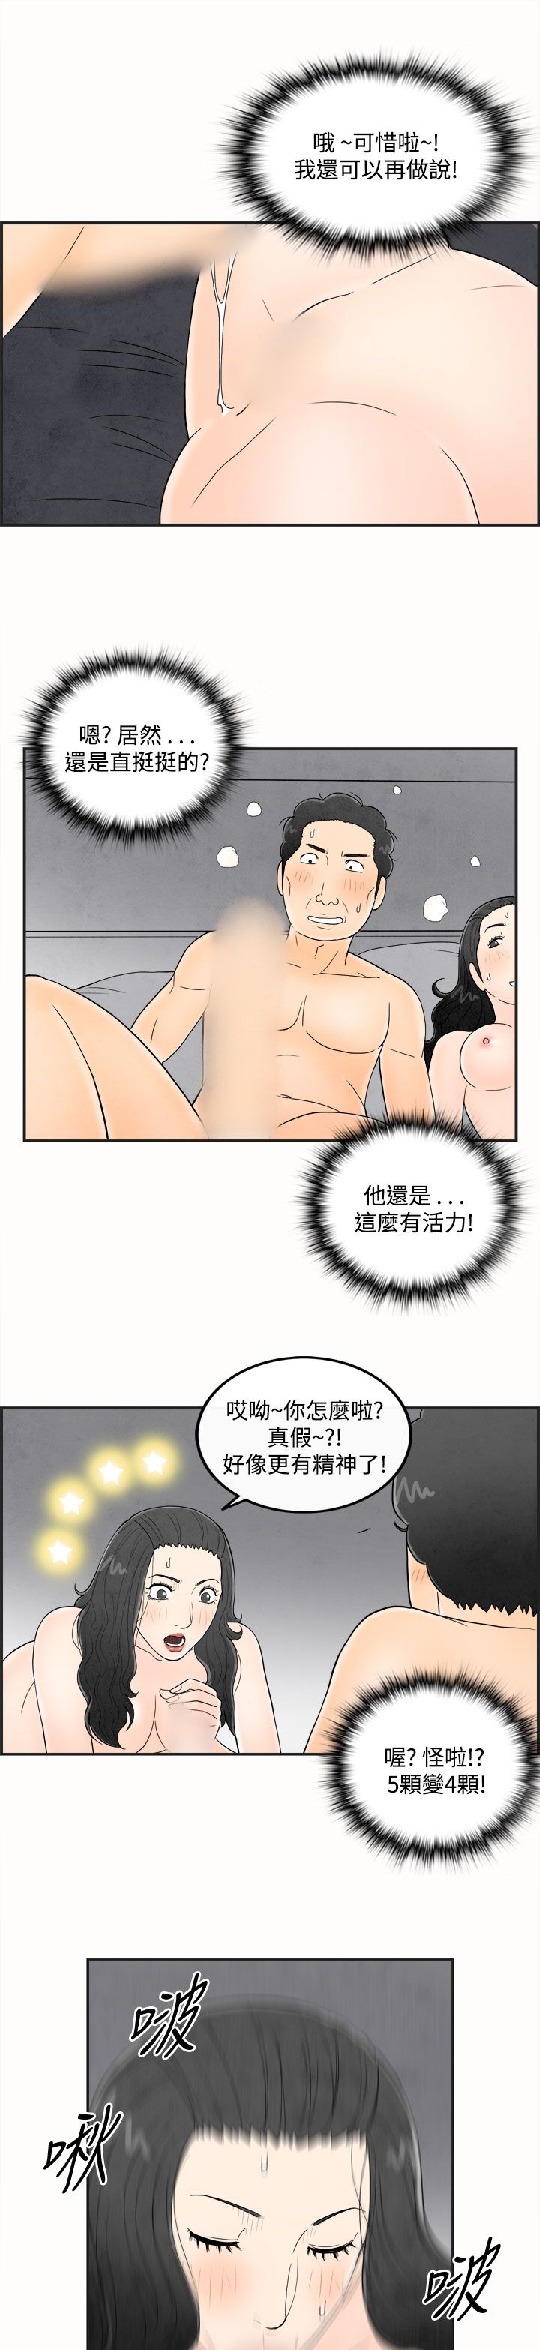 哦~可惜啦~!
我還可以再做說!
嗯? 居然...
還是直挺挺的?
他還是...
這麼有活力!
哎呦~你怎麼啦?
真假~?!
好像更有精神了!
喔? 怪啦!?
5顆變4顆!
啵
啾
啵